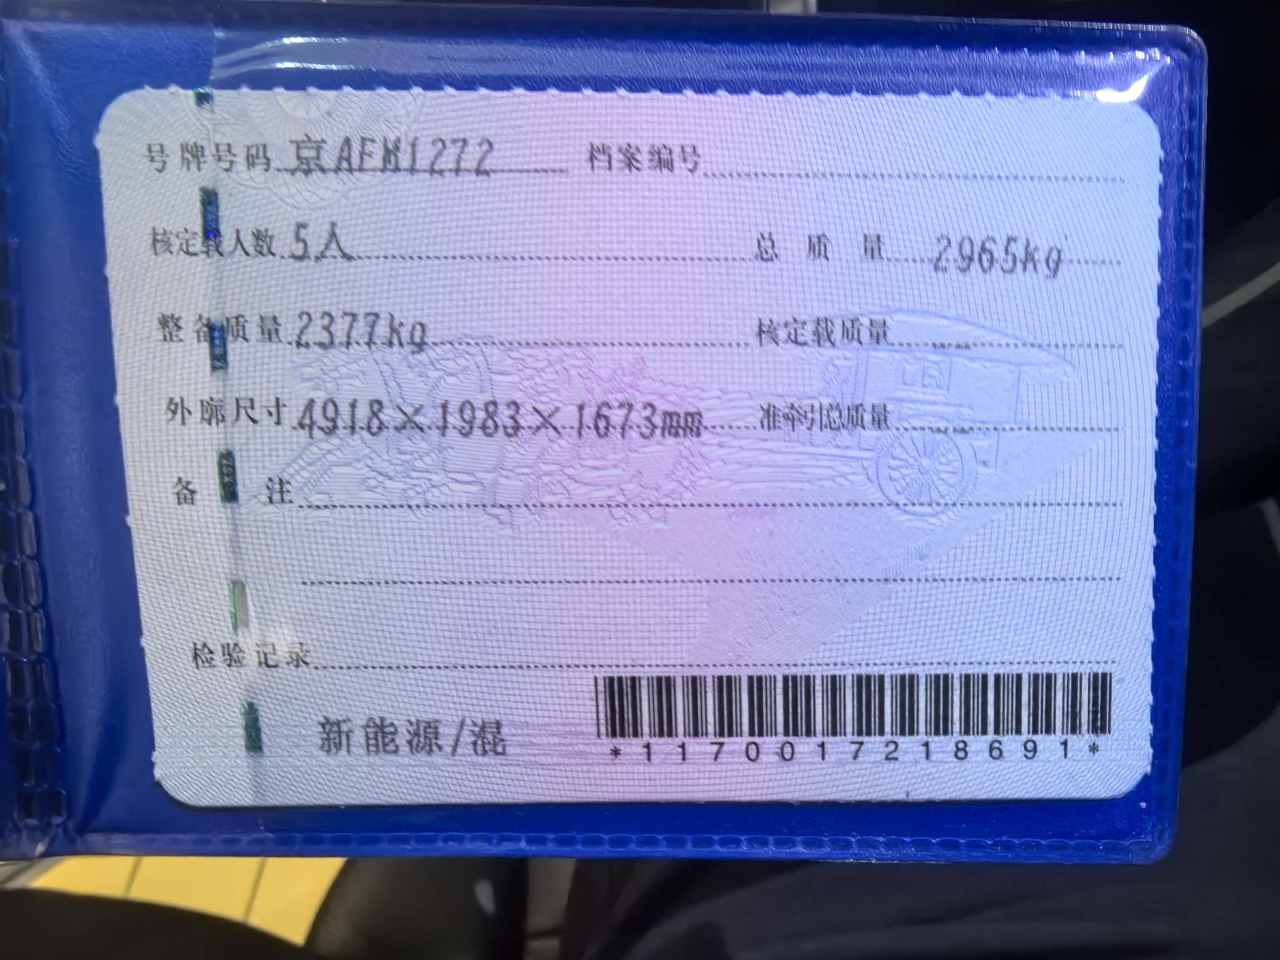 号牌号码 京AFM1272 档案编号
核定载人数 5人 总质量 2965kg
整备质量 2377kg 核定载质量
外廓尺寸 4918×1983×1673mm 准牵引总质量
备注
检验记录
新能源/混
*1170017218691*